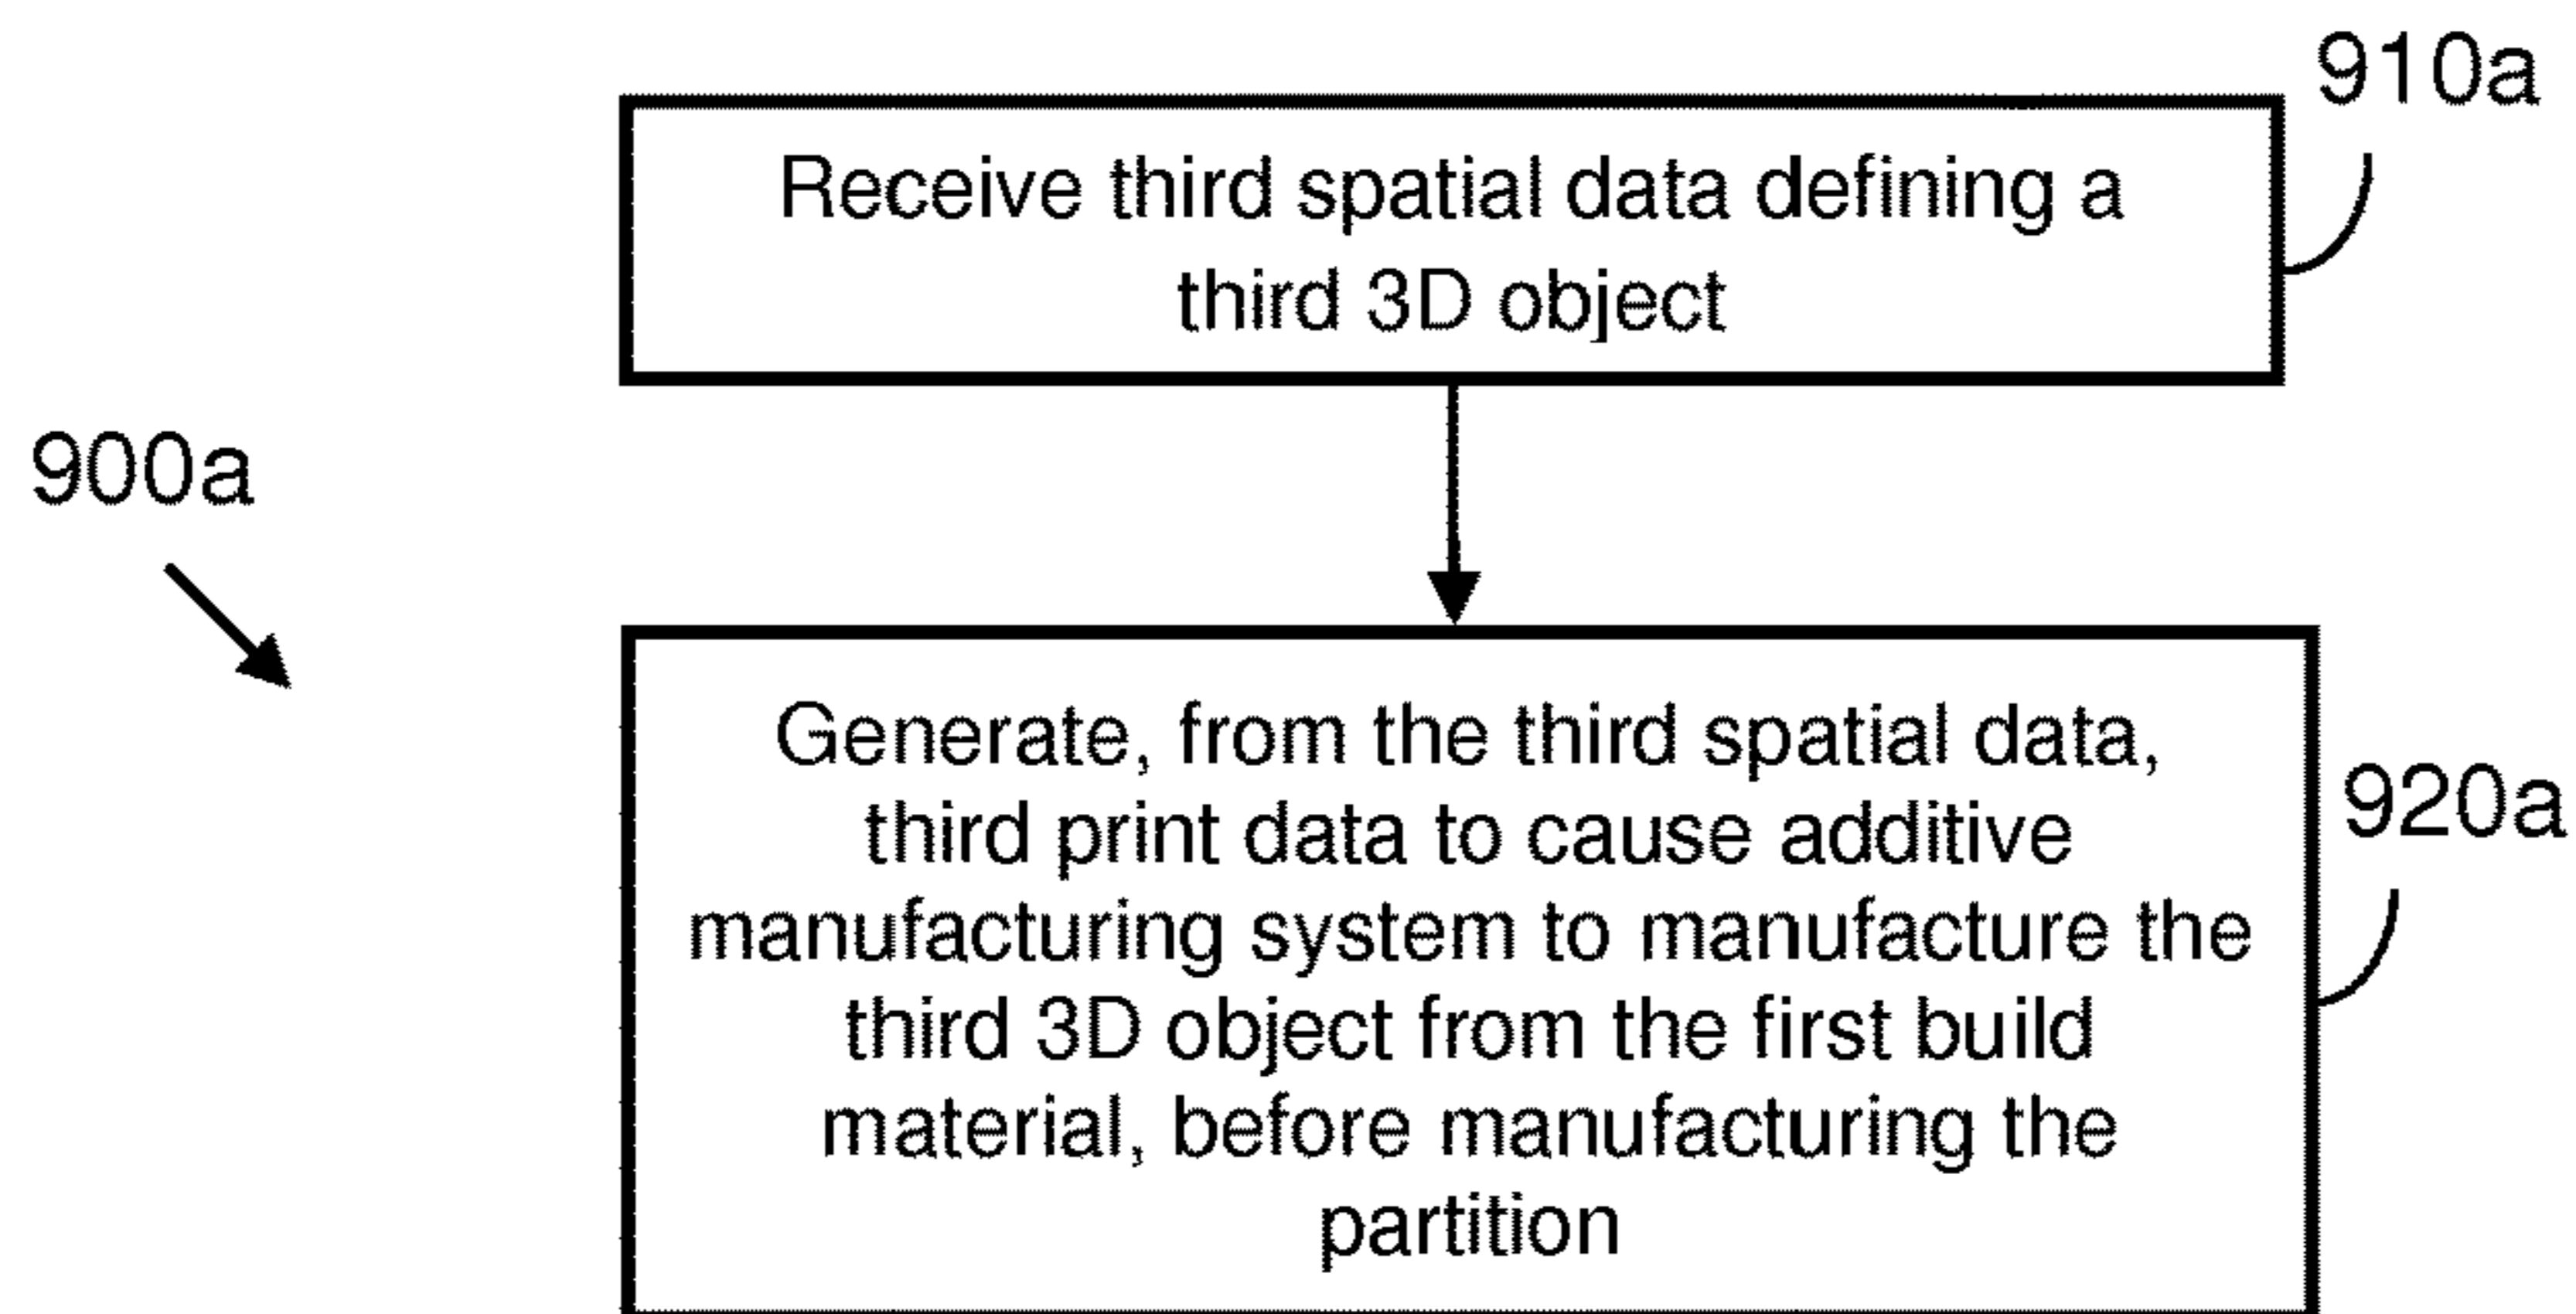 910a
Receive third spatial data defining a
third 3D object
900a
Generate, from the third spatial data,
third print data to cause additive
manufacturing system to manufacture the
third 3D object from the first build
material, before manufacturing the
partition
920a